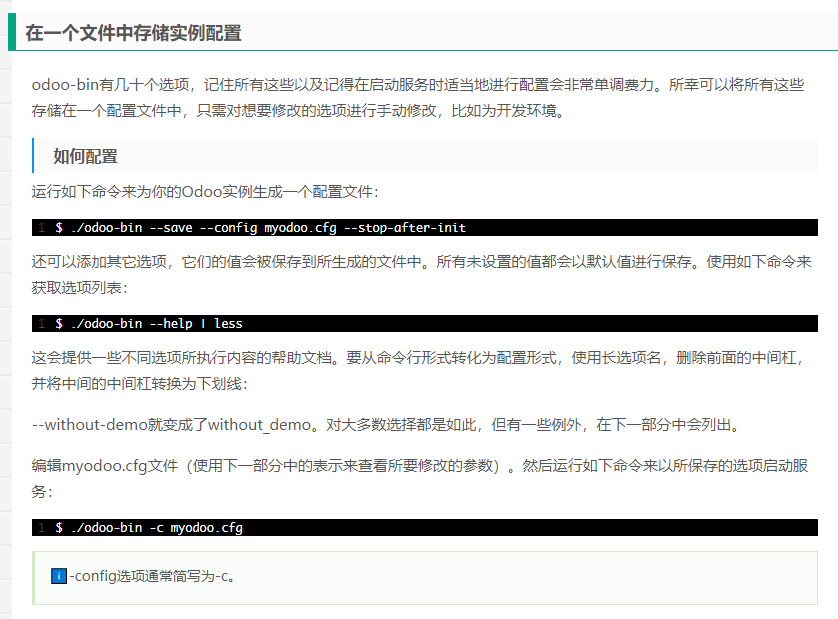 在一个文件中存储实例配置
odoo-bin有几十个选项，记住所有这些以及记得在启动服务时适当地进行配置会非常单调费力。所幸可以将所有这些
存储在一个配置文件中，只需对想要修改的选项进行手动修改，比如为开发环境。
如何配置
运行如下命令来为你的Odoo实例生成一个配置文件：
1 $ ./odoo-bin --save --config myodoo.cfg --stop-after-init
还可以添加其它选项，它们的值会被保存到所生成的文件中。所有未设置的值都会以默认值进行保存。使用如下命令来
获取选项列表：
1 $ ./odoo-bin --help | less
这会提供一些不同选项所执行内容的帮助文档。要从命令行形式转化为配置形式，使用长选项名，删除前面的中间杠，
并将中间的中间杠转换为下划线：
--without-demo就变成了without_demo。对大多数选择都是如此，但有一些例外，在下一部分中会列出。
编辑myodoo.cfg文件（使用下一部分中的表示来查看所要修改的参数）。然后运行如下命令来以所保存的选项启动服
务：
1 $ ./odoo-bin -c myodoo.cfg
ℹ-config选项通常简写为-c。